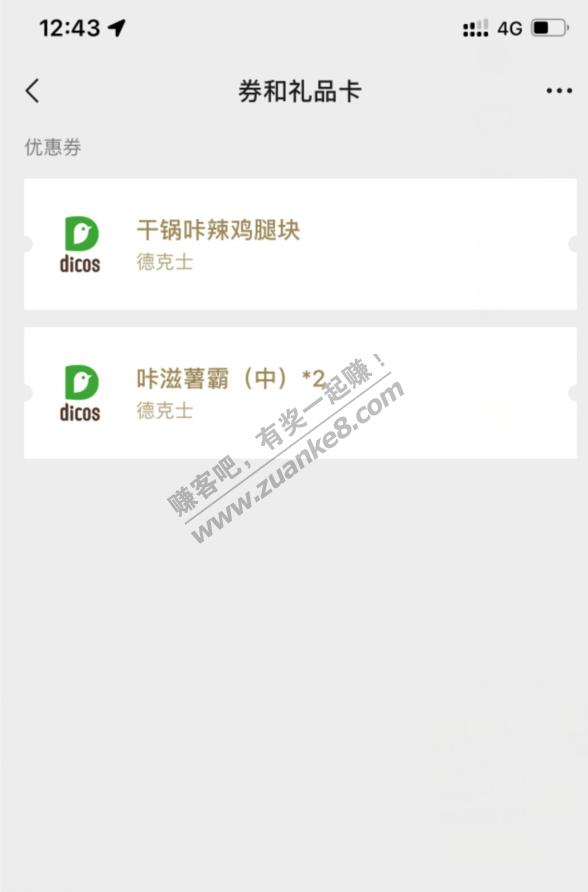 12:43 4G
券和礼品卡
优惠券
干锅咔辣鸡腿块
dicos 德克士
咔滋薯霸（中）*2
dicos 德克士
赚客吧，有奖一起赚！
www.zuanke8.com